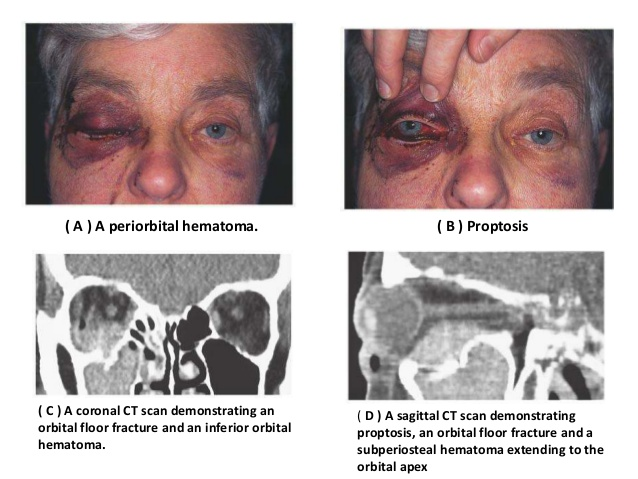 ( A ) A periorbital hematoma.
( B ) Proptosis
( C ) A coronal CT scan demonstrating an
orbital floor fracture and an inferior orbital
hematoma.
( D ) A sagittal CT scan demonstrating
proptosis, an orbital floor fracture and a
subperiosteal hematoma extending to the
orbital apex